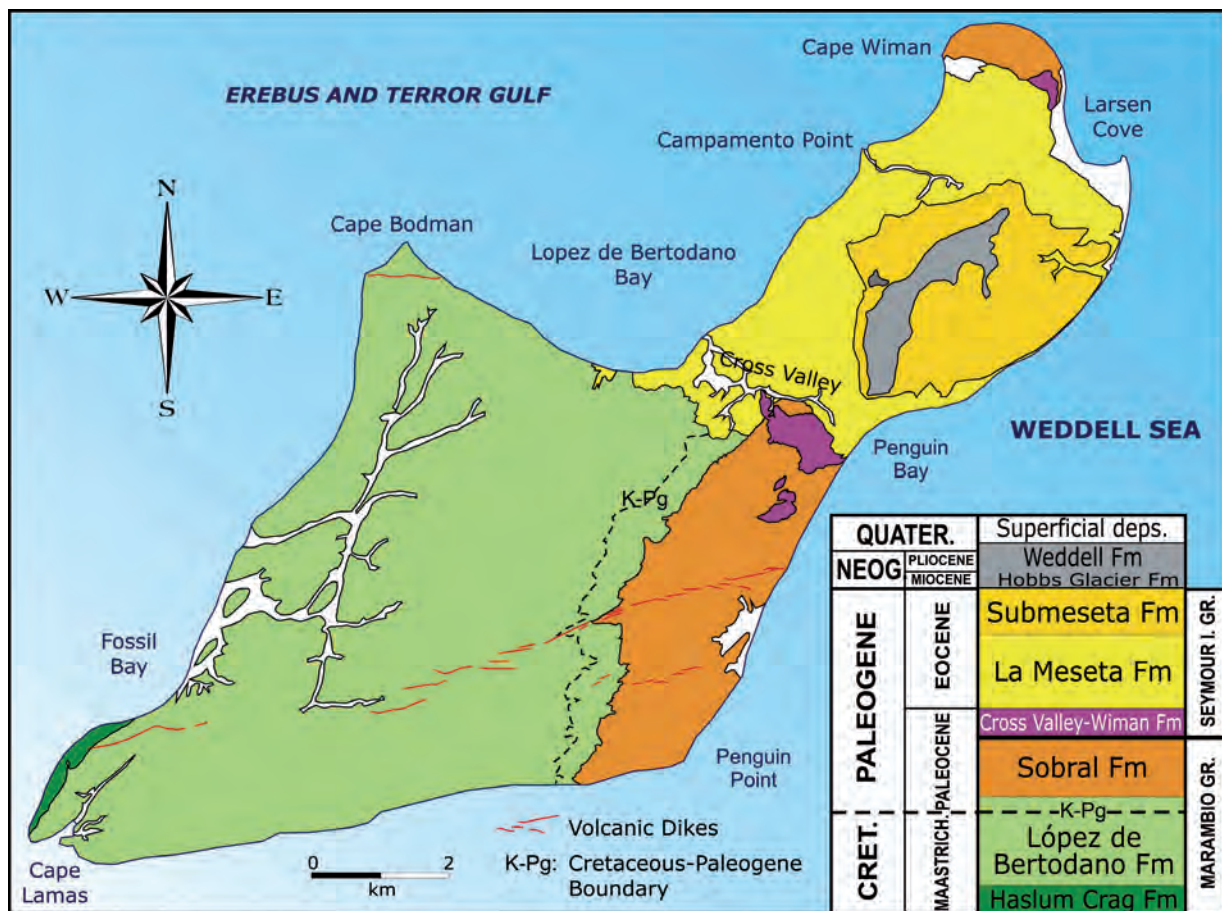 Cape Wiman
EREBUS AND TERROR GULF
Larsen
Cove
Campamento Point
N
W
E
S
Cape Bodman
Lopez de Bertodano
Bay
Cross Valley
WEDDELL SEA
Penguin
Bay
K-Pg
Fossil
Bay
Penguin
Point
Cape
Lamas
Volcanic Dikes
0 2
km
K-Pg: Cretaceous-Paleogene
Boundary
QUATER.
Superficial deps.
NEOG
PLIOCENE
MIOCENE
Weddell Fm
Hobbs Glacier Fm
PALEOGENE
EOCENE
Submeseta Fm
La Meseta Fm
SEYMOUR I. GR.
PALEOCENE
Cross Valley-Wiman Fm
Sobral Fm
MARAMBIO GR.
K-Pg
CRET.
MAASTRICH.
López de
Bertodano Fm
Haslum Crag Fm